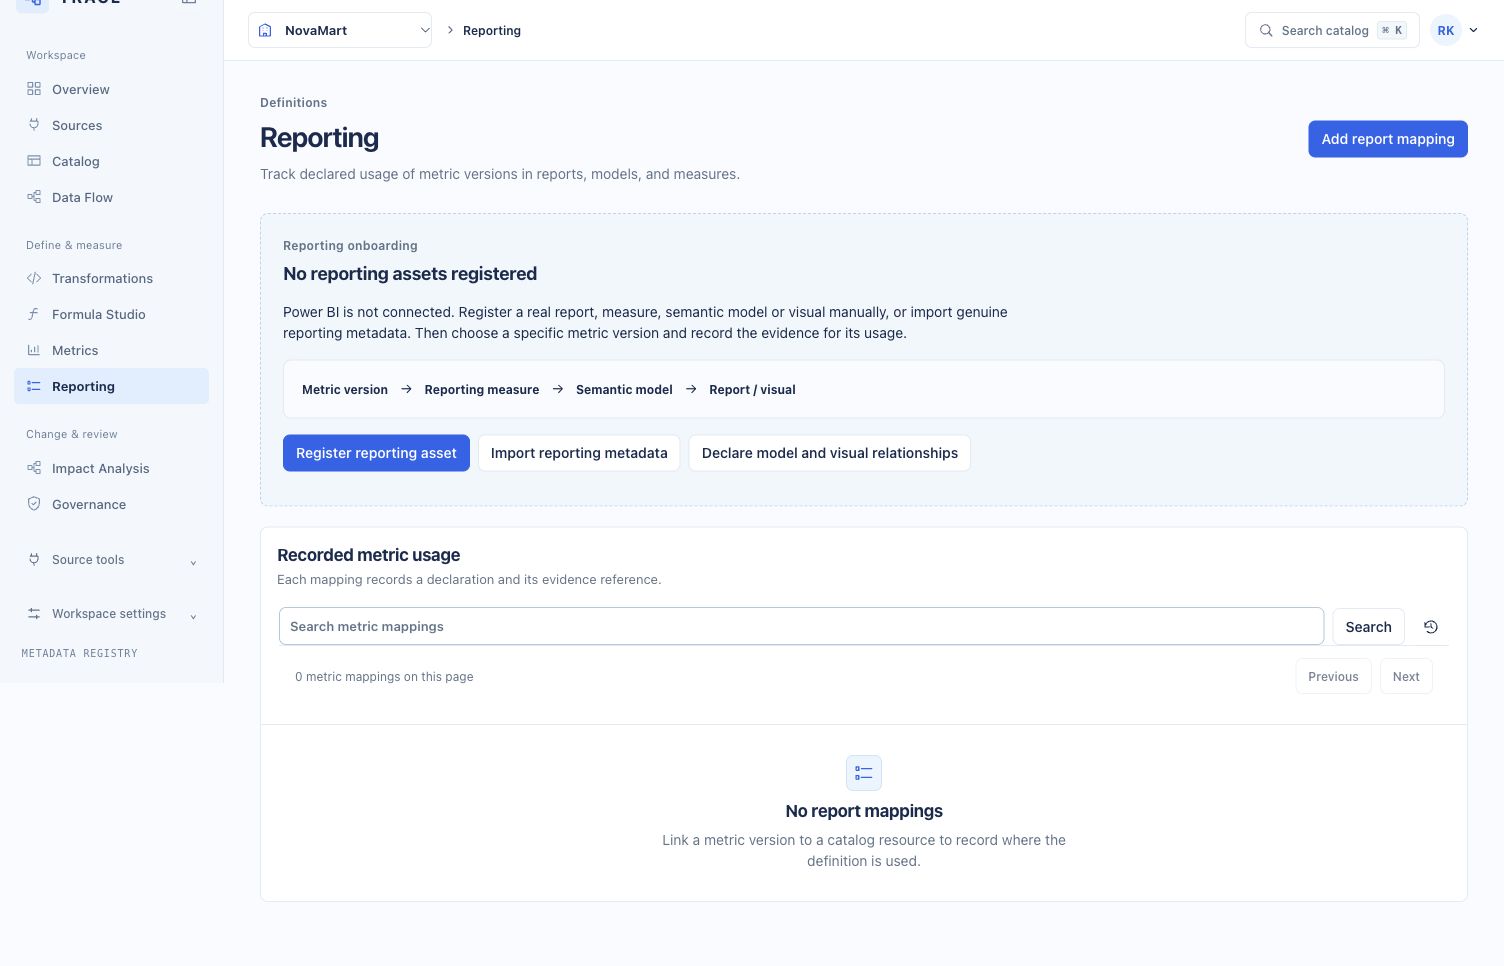 Workspace
Overview
Sources
Catalog
Data Flow
Define & measure
Transformations
Formula Studio
Metrics
Reporting
Change & review
Impact Analysis
Governance
Source tools
Workspace settings
METADATA REGISTRY
NovaMart
Reporting
Search catalog ⌘ K
RK
Definitions
Reporting
Add report mapping
Track declared usage of metric versions in reports, models, and measures.
Reporting onboarding
No reporting assets registered
Power BI is not connected. Register a real report, measure, semantic model or visual manually, or import genuine
reporting metadata. Then choose a specific metric version and record the evidence for its usage.
Metric version → Reporting measure → Semantic model → Report / visual
Register reporting asset
Import reporting metadata
Declare model and visual relationships
Recorded metric usage
Each mapping records a declaration and its evidence reference.
Search metric mappings
Search
0 metric mappings on this page
Previous
Next
No report mappings
Link a metric version to a catalog resource to record where the
definition is used.